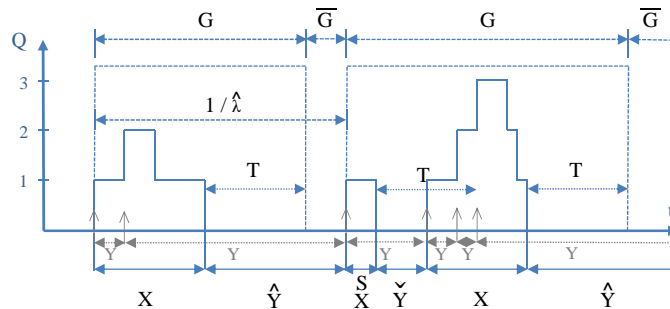 G G̅ G G̅
Q
3
1 / λ̂
2
T T T
1
t
Y Y Y Y Y Y
S
X Ŷ X Y̌ X Ŷ